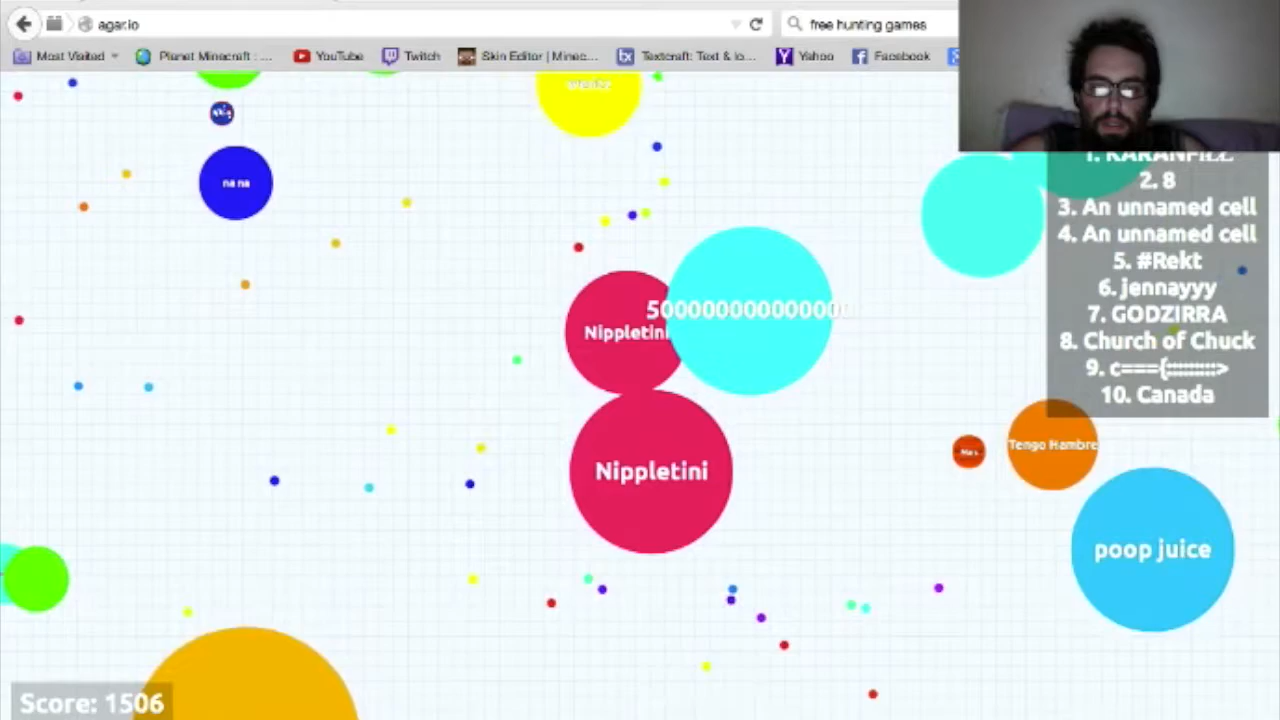 agar.io
free hunting games
Most Visited
Planet Minecraft : ...
YouTube
Twitch
Skin Editor | Minec...
Textcraft: Text & lo...
Yahoo
Facebook
na na
Nippletini
Nippletini
Tengo Hambre
poop juice
1. KARANFiLZ
2. 8
3. An unnamed cell
4. An unnamed cell
5. #Rekt
6. jennayyy
7. GODZIRRA
8. Church of Chuck
9. c==={:::::::::>
10. Canada
Score: 1506